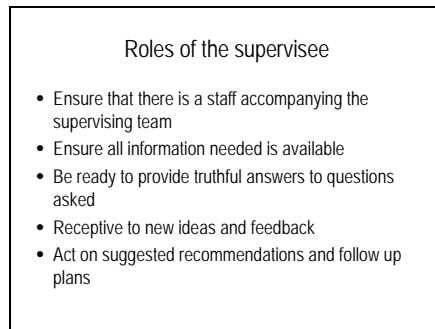 Roles of the supervisee
• Ensure that there is a staff accompanying the
supervising team
• Ensure all information needed is available
• Be ready to provide truthful answers to questions
asked
• Receptive to new ideas and feedback
• Act on suggested recommendations and follow up
plans